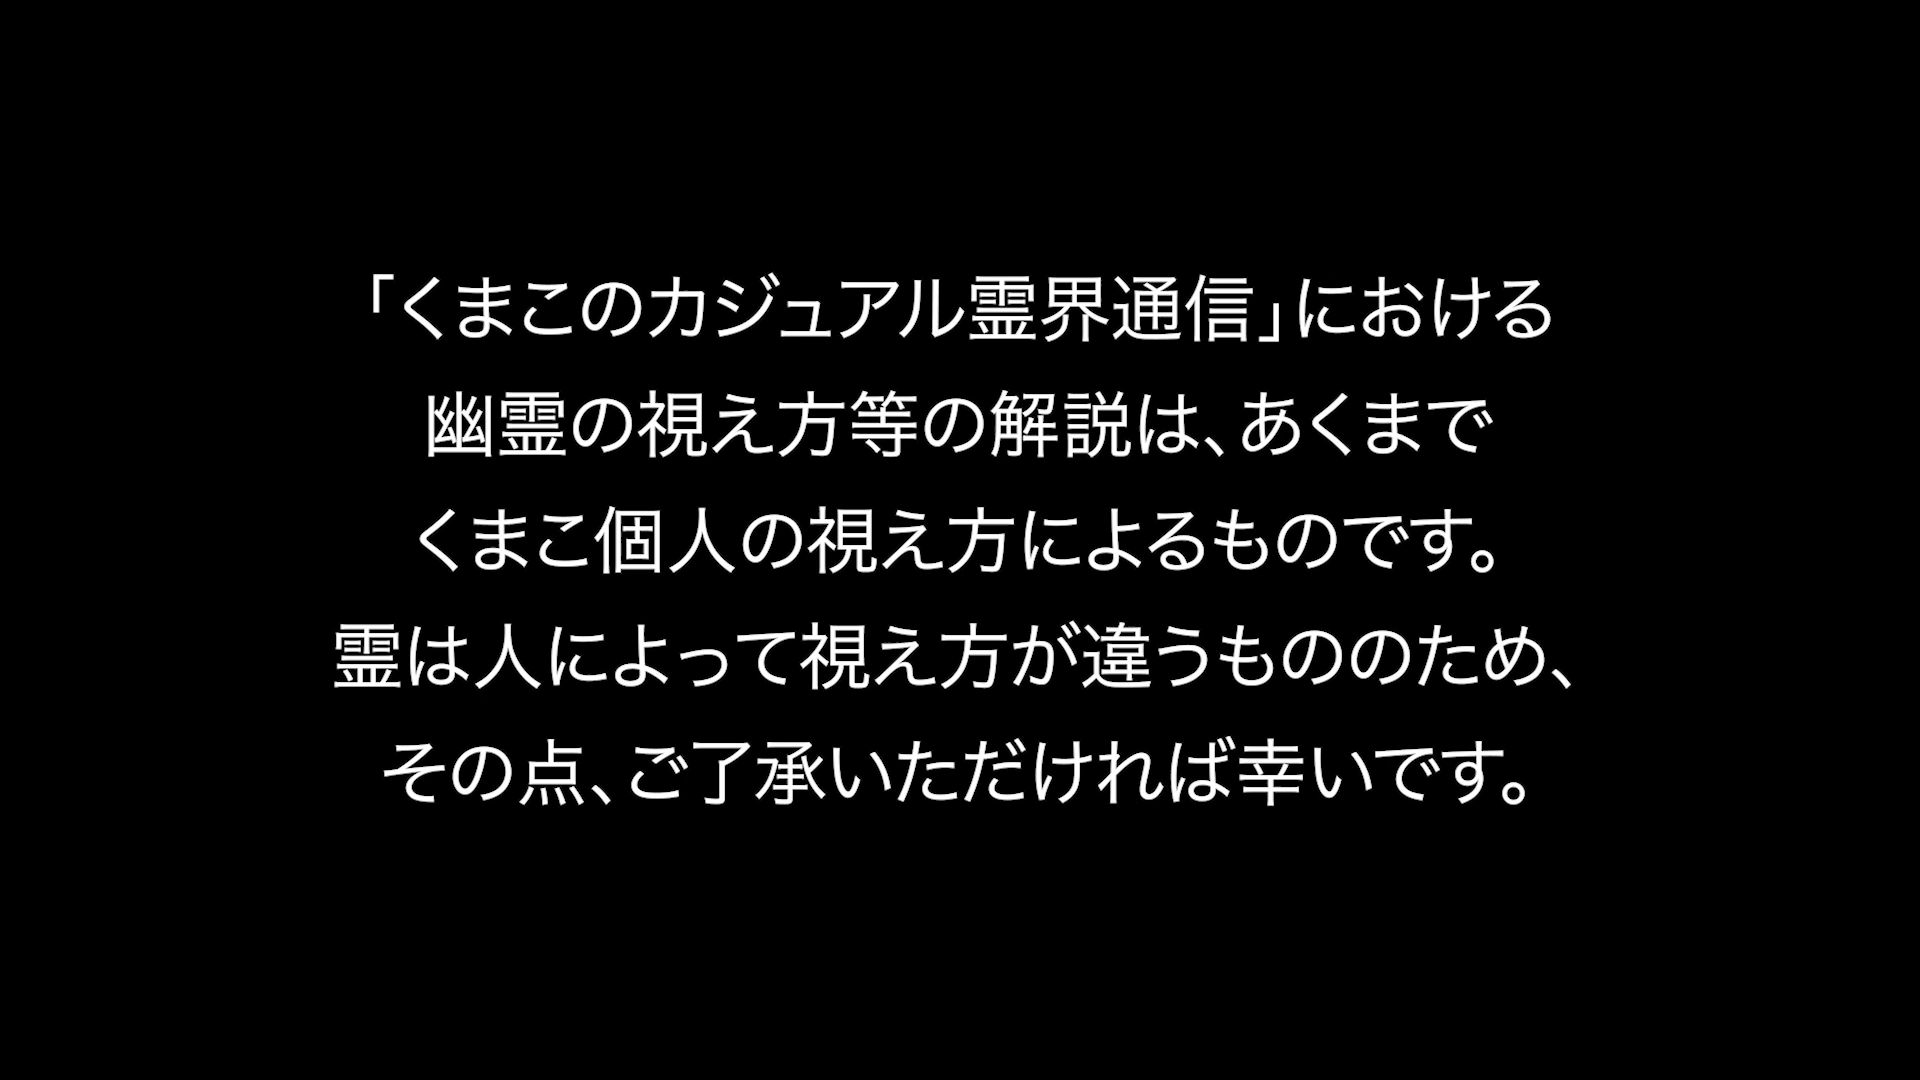 「くまこのカジュアル霊界通信」における
幽霊の視え方等の解説は、あくまで
くまこ個人の視え方によるものです。
霊は人によって視え方が違うもののため、
その点、ご了承いただければ幸いです。